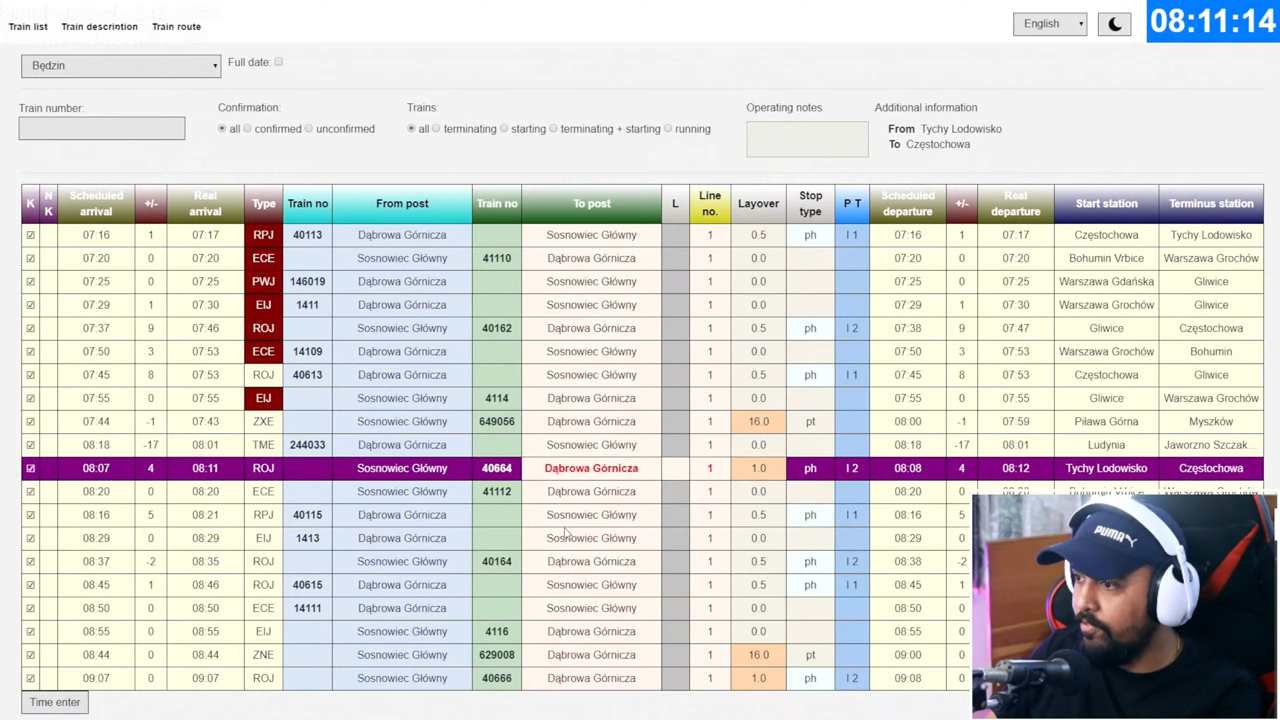 Train list Train description Train route English 08:11:14
Będzin Full date:
Train number: Confirmation: Trains: Operating notes Additional information
all confirmed unconfirmed all terminating starting terminating + starting running From Tychy Lodowisko
To Częstochowa
K N K Scheduled arrival +/- Real arrival Type Train no From post Train no To post L Line no. Layover Stop type P T Scheduled departure +/- Real departure Start station Terminus station
07:16 1 07:17 RPJ 40113 Dąbrowa Górnicza Sosnowiec Główny 1 0.5 ph I 1 07:16 1 07:17 Częstochowa Tychy Lodowisko
07:20 0 07:20 ECE Sosnowiec Główny 41110 Dąbrowa Górnicza 1 0.0 07:20 0 07:20 Bohumin Vrbice Warszawa Grochów
07:25 0 07:25 PWJ 146019 Dąbrowa Górnicza Sosnowiec Główny 1 0.0 07:25 0 07:25 Warszawa Gdańska Gliwice
07:29 1 07:30 EIJ 1411 Dąbrowa Górnicza Sosnowiec Główny 1 0.0 07:29 1 07:30 Warszawa Grochów Gliwice
07:37 9 07:46 ROJ Sosnowiec Główny 40162 Dąbrowa Górnicza 1 0.5 ph I 2 07:38 9 07:47 Gliwice Częstochowa
07:50 3 07:53 ECE 14109 Dąbrowa Górnicza Sosnowiec Główny 1 0.0 07:50 3 07:53 Warszawa Grochów Bohumin
07:45 8 07:53 ROJ 40613 Dąbrowa Górnicza Sosnowiec Główny 1 0.5 ph I 1 07:45 8 07:53 Częstochowa Gliwice
07:55 0 07:55 EIJ Sosnowiec Główny 4114 Dąbrowa Górnicza 1 0.0 07:55 0 07:55 Gliwice Warszawa Grochów
07:44 -1 07:43 ZXE Sosnowiec Główny 649056 Dąbrowa Górnicza 1 16.0 pt 08:00 -1 07:59 Piława Górna Myszków
08:18 -17 08:01 TME 244033 Dąbrowa Górnicza Sosnowiec Główny 1 0.0 08:18 -17 08:01 Ludynia Jaworzno Szczak...
08:07 4 08:11 ROJ Sosnowiec Główny 40664 Dąbrowa Górnicza 1 1.0 ph I 2 08:08 4 08:12 Tychy Lodowisko Częstochowa
08:20 0 08:20 ECE Sosnowiec Główny 41112 Dąbrowa Górnicza 1 0.0 08:20 0 08:20 Bohumin Vrbice Warszawa Grochów
08:16 5 08:21 RPJ 40115 Dąbrowa Górnicza Sosnowiec Główny 1 0.5 ph I 1 08:16 5
08:29 0 08:29 EIJ 1413 Dąbrowa Górnicza Sosnowiec Główny 1 0.0 08:29 0
08:37 -2 08:35 ROJ Sosnowiec Główny 40164 Dąbrowa Górnicza 1 0.5 ph I 2 08:38 -2
08:45 1 08:46 ROJ 40615 Dąbrowa Górnicza Sosnowiec Główny 1 0.5 ph I 1 08:45 1
08:50 0 08:50 ECE 14111 Dąbrowa Górnicza Sosnowiec Główny 1 0.0 08:50 0
08:55 0 08:55 EIJ Sosnowiec Główny 4116 Dąbrowa Górnicza 1 0.0 08:55 0
08:44 0 08:44 ZNE Sosnowiec Główny 629008 Dąbrowa Górnicza 1 16.0 pt 09:00 0
09:07 0 09:07 ROJ Sosnowiec Główny 40666 Dąbrowa Górnicza 1 1.0 ph I 2 09:08 0
Time enter
PUMA